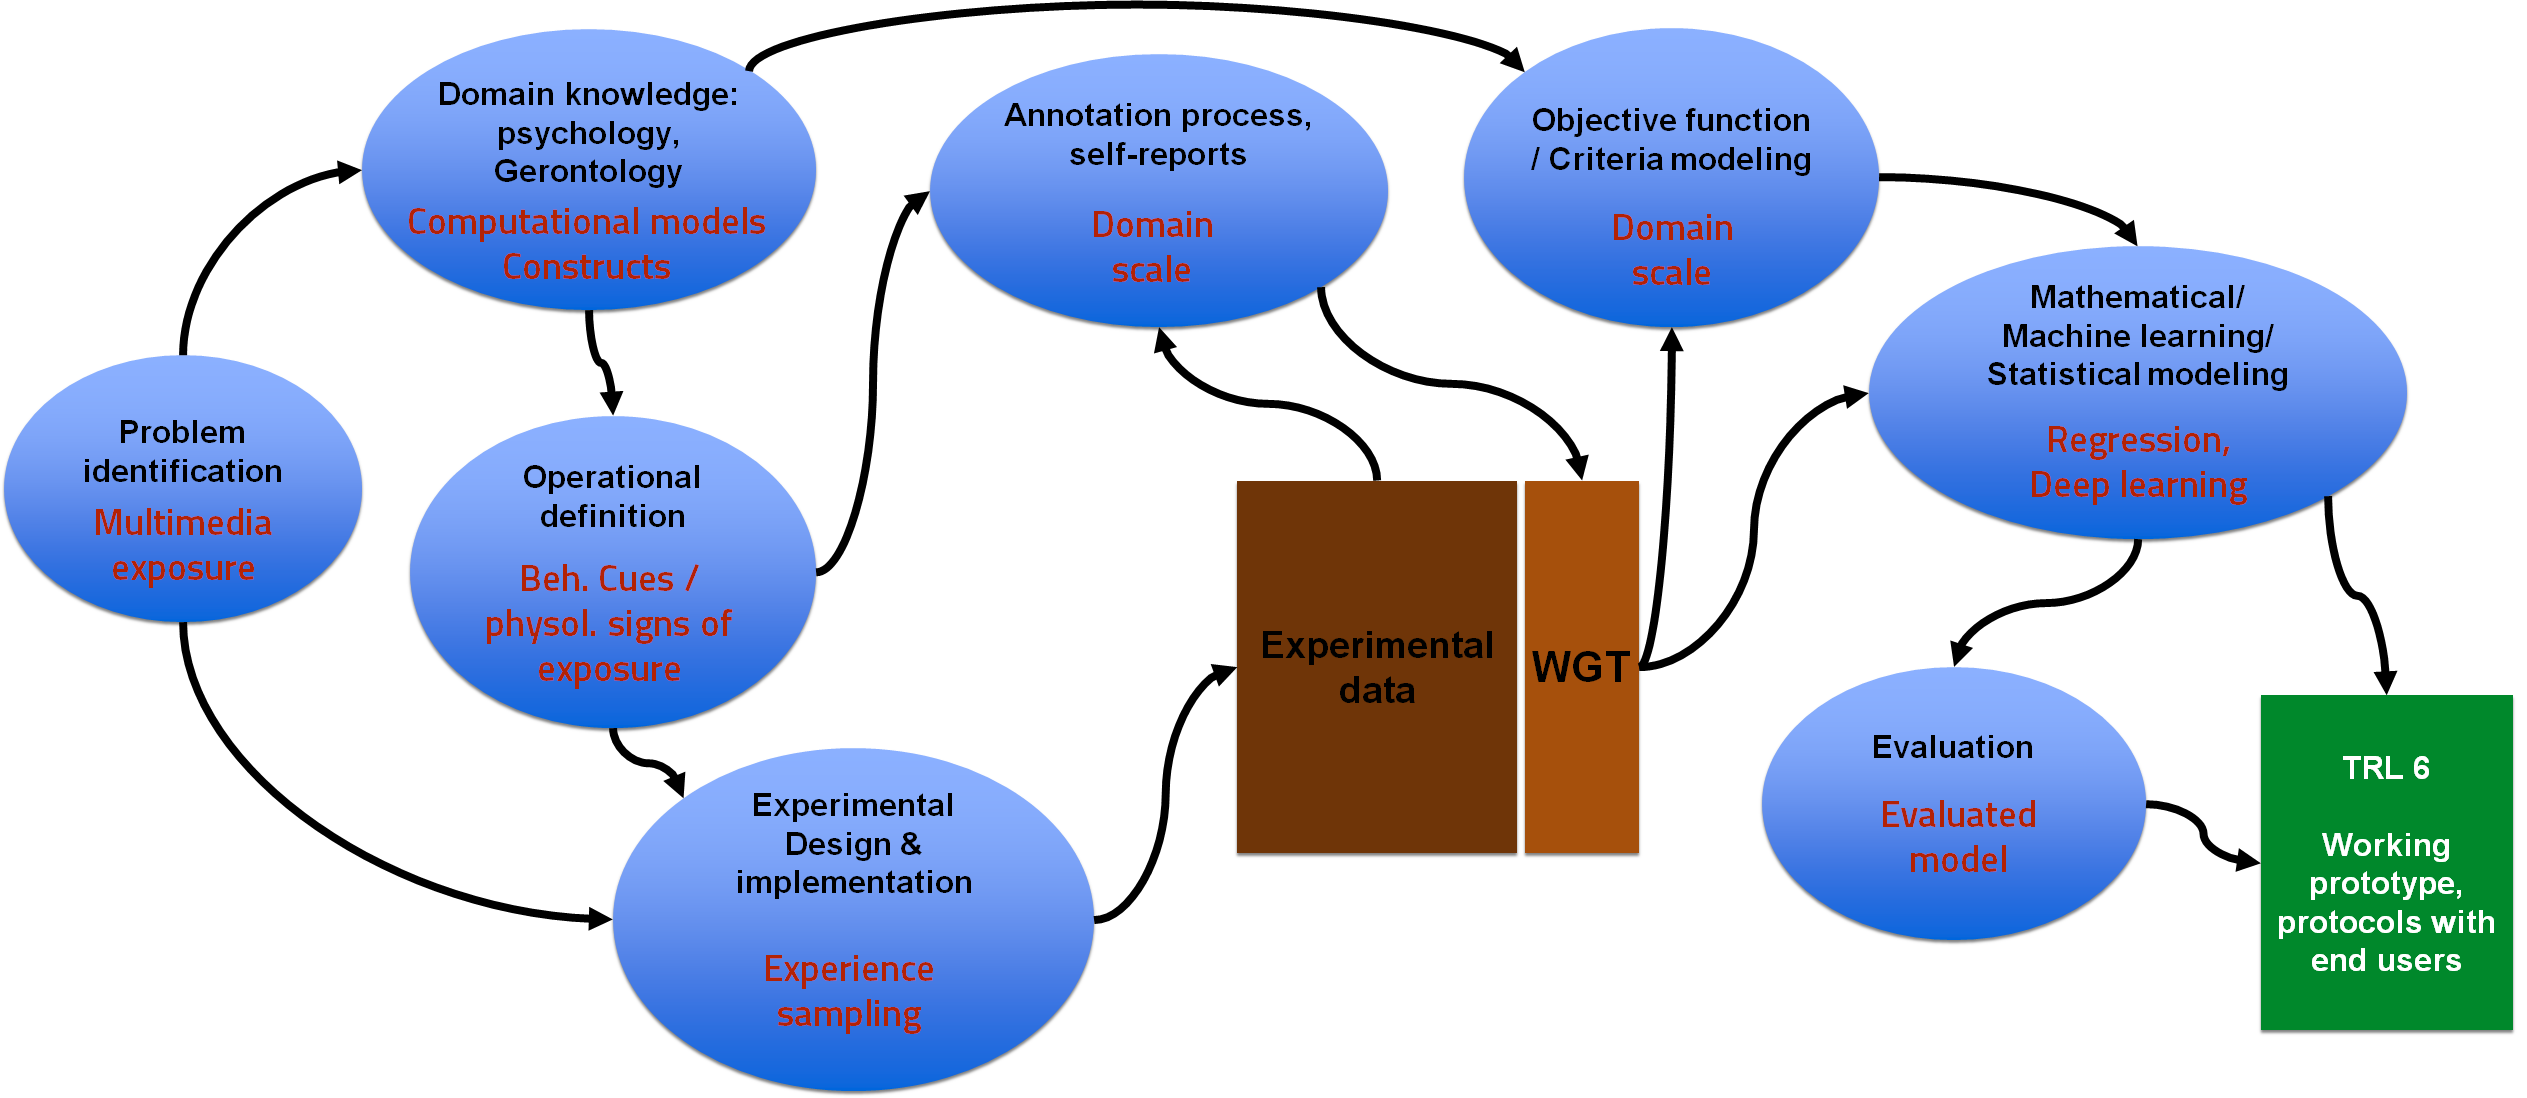 Problem
identification
Multimedia
exposure
Domain knowledge:
psychology,
Gerontology
Computational models
Constructs
Operational
definition
Beh. Cues /
physol. signs of
exposure
Experimental
Design &
implementation
Experience
sampling
Annotation process,
self-reports
Domain
scale
Experimental
data
WGT
Objective function
/ Criteria modeling
Domain
scale
Mathematical/
Machine learning/
Statistical modeling
Regression,
Deep learning
Evaluation
Evaluated
model
TRL 6
Working
prototype,
protocols with
end users